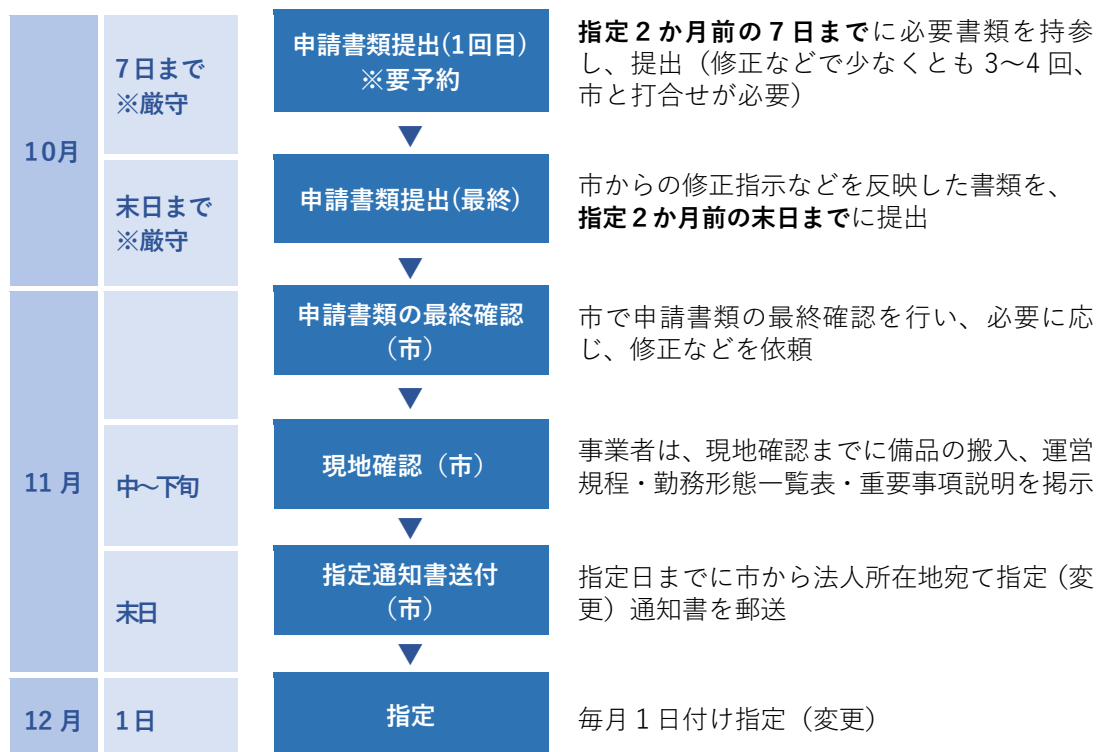 10月
7日まで
※厳守
申請書類提出(1回目)
※要予約
指定２か月前の７日までに必要書類を持参
し、提出（修正などで少なくとも 3～4 回、
市と打合せが必要）
▼
末日まで
※厳守
申請書類提出(最終)
市からの修正指示などを反映した書類を、
指定２か月前の末日までに提出
▼
11 月
申請書類の最終確認
（市）
市で申請書類の最終確認を行い、必要に応
じ、修正などを依頼
▼
中～下旬
現地確認（市）
事業者は、現地確認までに備品の搬入、運営
規程・勤務形態一覧表・重要事項説明を掲示
▼
末日
指定通知書送付
（市）
指定日までに市から法人所在地宛て指定（変
更）通知書を郵送
▼
12 月
1日
指定
毎月１日付け指定（変更）